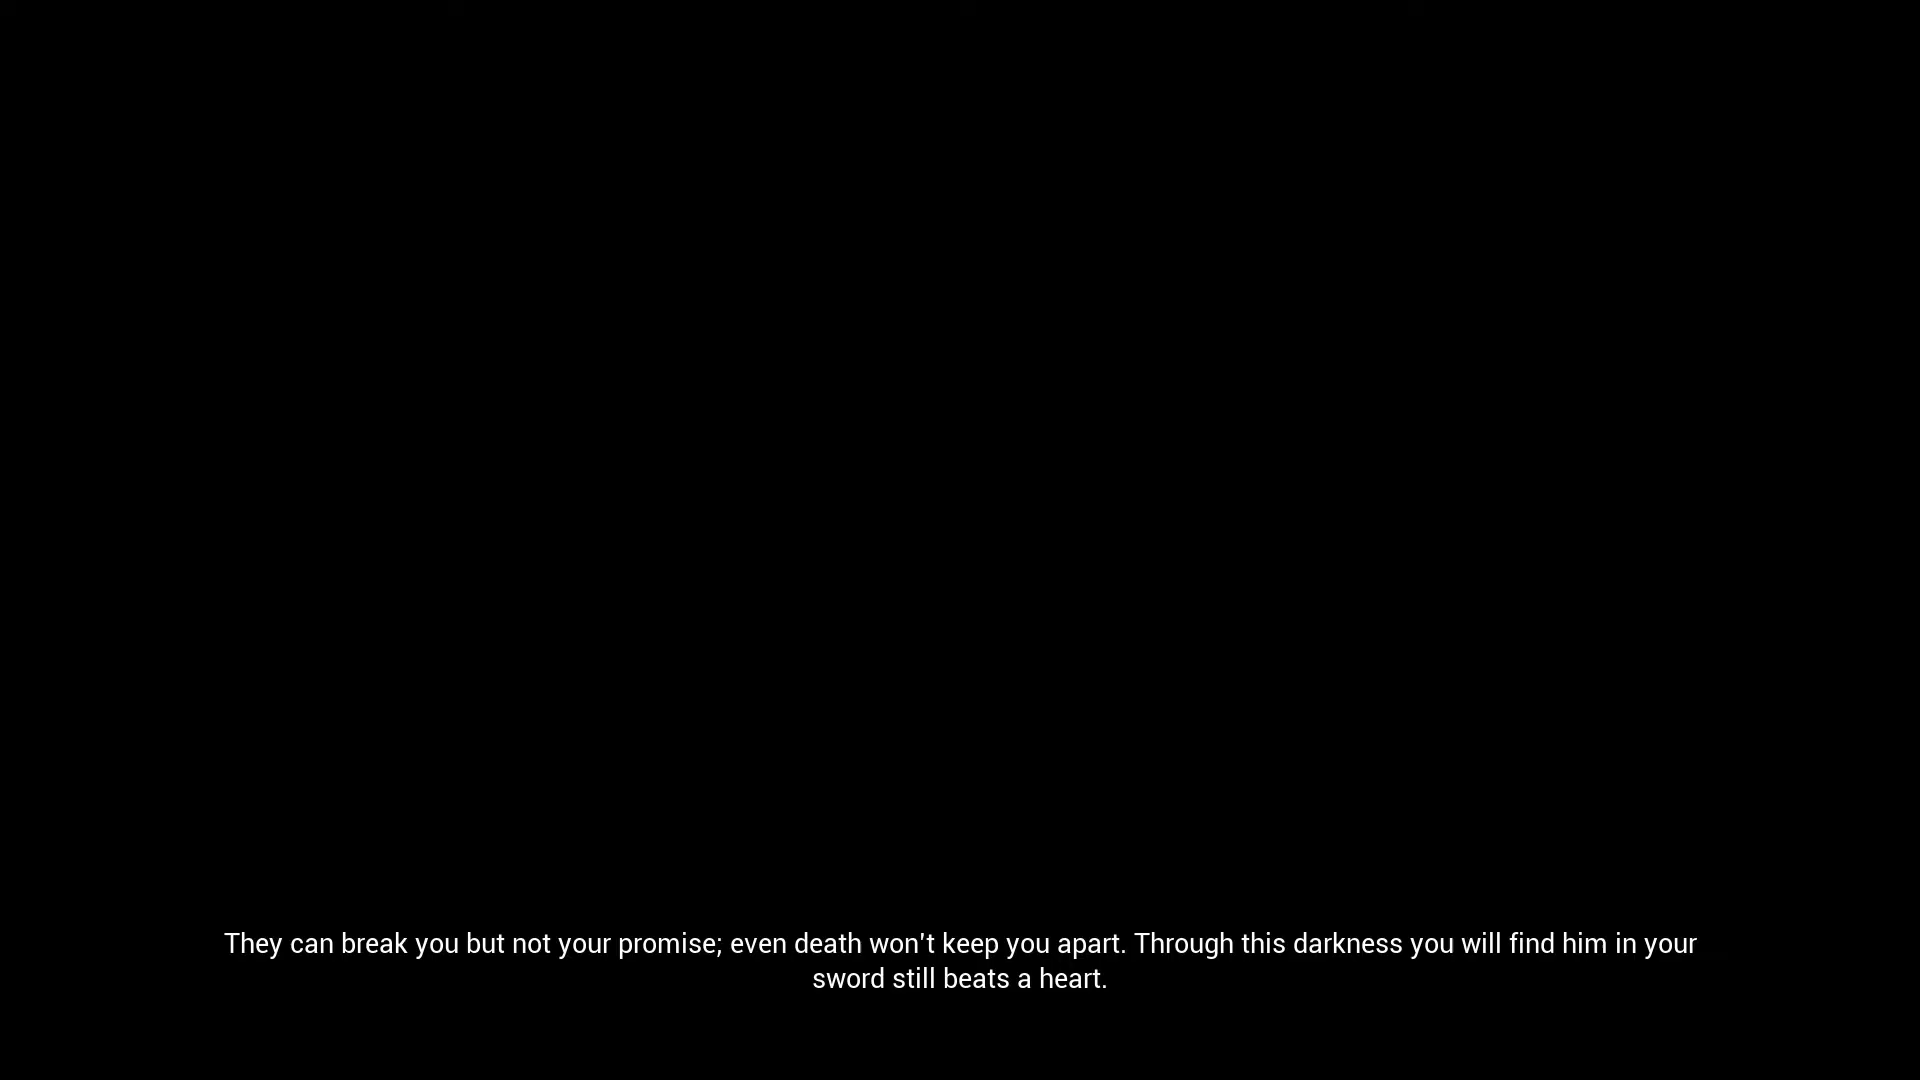 They can break you but not your promise; even death won't keep you apart. Through this darkness you will find him in your
sword still beats a heart.